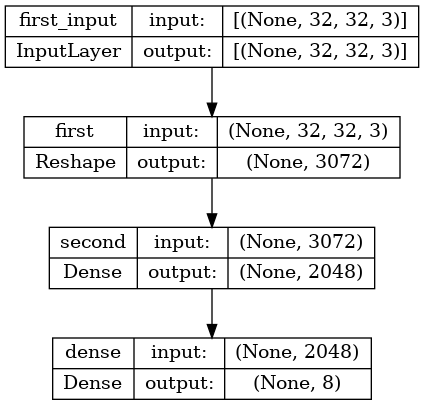 first_input input: [(None, 32, 32, 3)]
InputLayer output: [(None, 32, 32, 3)]
first input: (None, 32, 32, 3)
Reshape output: (None, 3072)
second input: (None, 3072)
Dense output: (None, 2048)
dense input: (None, 2048)
Dense output: (None, 8)